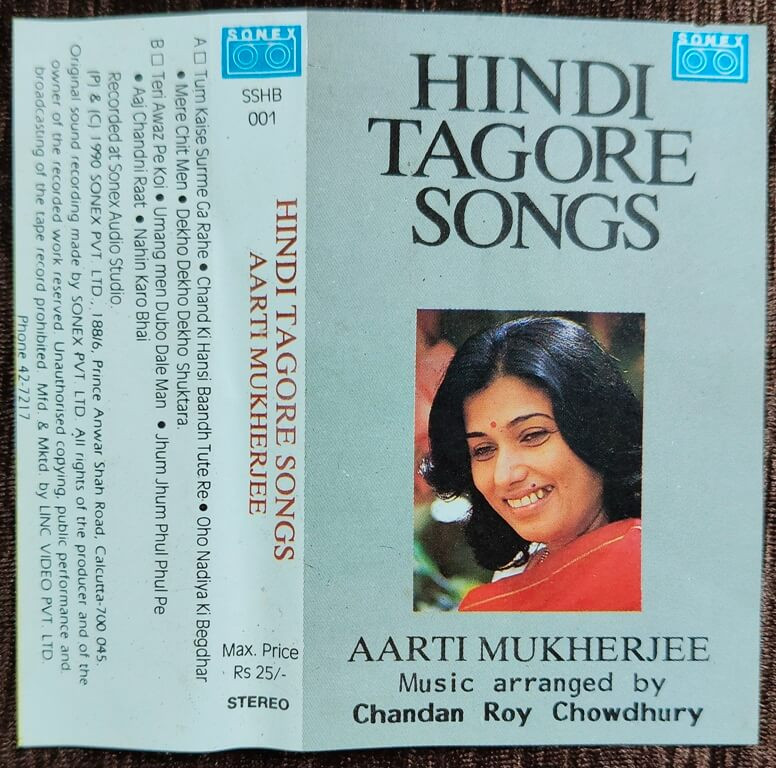 SONEX
HINDI
TAGORE
SONGS
AARTI MUKHERJEE
Music arranged by
Chandan Roy Chowdhury
SONEX
SSHB
001
HINDI TAGORE SONGS
AARTI MUKHERJEE
Max. Price
Rs 25/-
STEREO
A □ Tum Kaise Surme Ga Rahe • Chand Ki Hansi Baandh Tute Re • Oho Nadiya Ki Begdhar
• Mere Chit Men • Dekho Dekho Dekho Shuktara.
B □ Teri Awaz Pe Koi • Umang men Dubo Dale Man • Jhum Jhum Phul Phul Pe
• Aaj Chandni Raat • Nahin Karo Bhai
Recorded at Sonex Audio Studio.
(P) & (C) 1990 SONEX PVT. LTD., 188/6, Prince Anwar Shah Road, Calcutta-700 045.
Original sound recording made by SONEX PVT. LTD. All rights of the producer and of the
owner of the recorded work reserved. Unauthorised copying, public performance and
broadcasting of the tape record prohibited. Mfd. & Mktd. by LINC VIDEO PVT. LTD.
Phone 42-7217